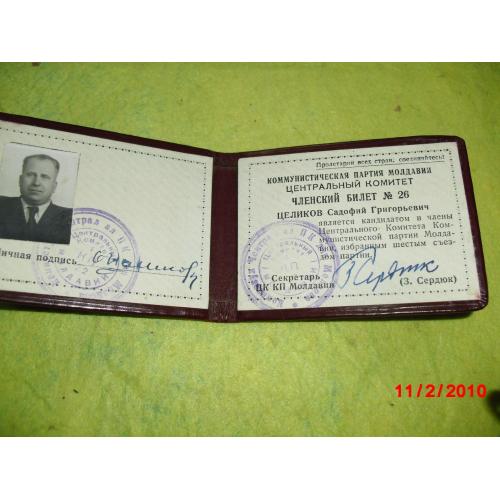 Личная подпись
Пролетарии всех стран, соединяйтесь!
КОММУНИСТИЧЕСКАЯ ПАРТИЯ МОЛДАВИИ
ЦЕНТРАЛЬНЫЙ КОМИТЕТ
ЧЛЕНСКИЙ БИЛЕТ № 26
ЦЕЛИКОВ Садофий Григорьевич
является кандидатом в члены
Центрального Комитета Ком-
мунистической партии Молда-
вии, избранным шестым съез-
дом партии.
Секретарь
ЦК КП Молдавии
(З. Сердюк)
11/2/2010